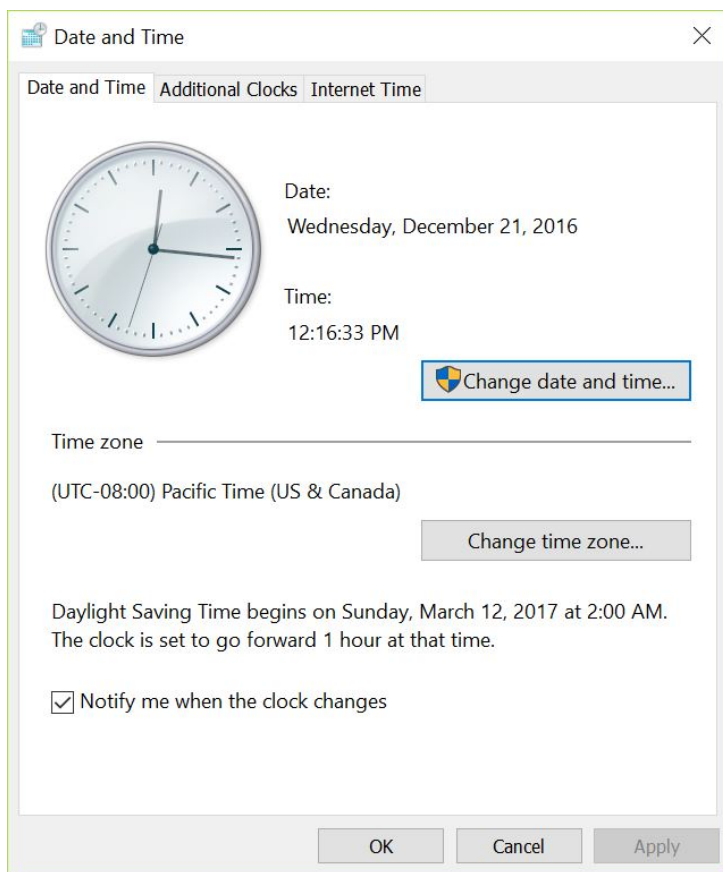 Date and Time
Date and Time Additional Clocks Internet Time
Date:
Wednesday, December 21, 2016
Time:
12:16:33 PM
Change date and time...
Time zone
(UTC-08:00) Pacific Time (US & Canada)
Change time zone...
Daylight Saving Time begins on Sunday, March 12, 2017 at 2:00 AM.
The clock is set to go forward 1 hour at that time.
Notify me when the clock changes
OK Cancel Apply